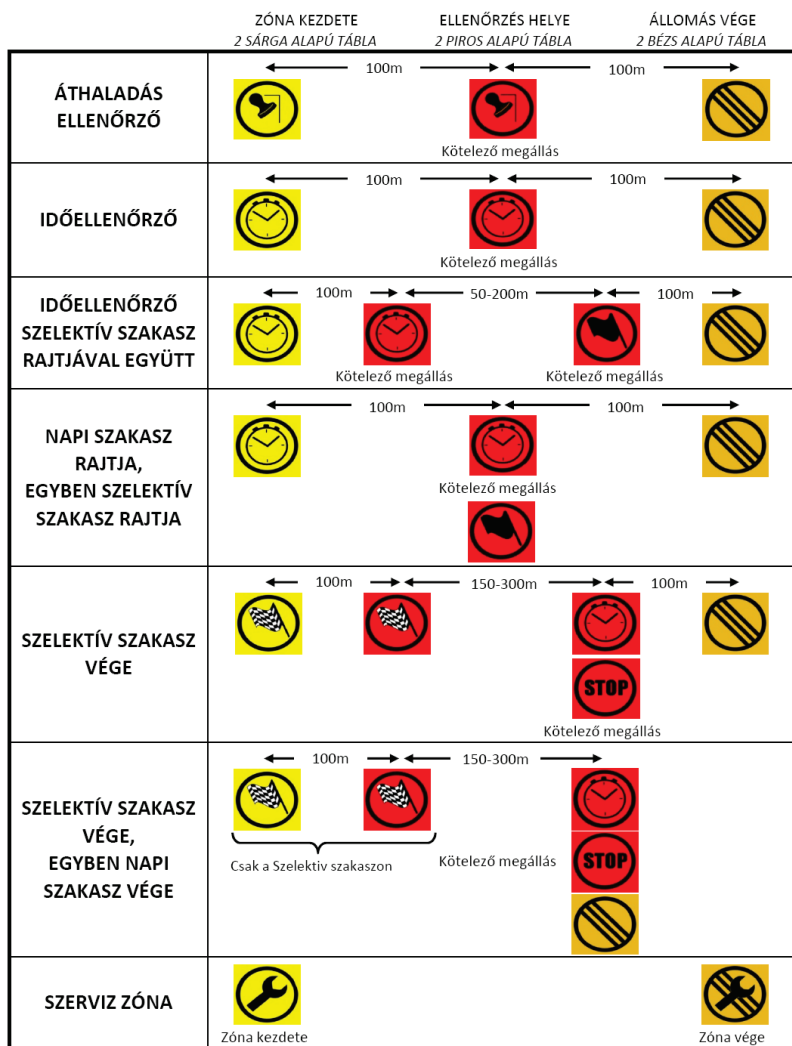 ZÓNA KEZDETE
2 SÁRGA ALAPÚ TÁBLA
ELLENŐRZÉS HELYE
2 PIROS ALAPÚ TÁBLA
ÁLLOMÁS VÉGE
2 BÉZS ALAPÚ TÁBLA
ÁTHALADÁS
ELLENŐRZŐ
100m
100m
Kötelező megállás
IDŐELLENŐRZŐ
100m
100m
Kötelező megállás
IDŐELLENŐRZŐ
SZELEKTÍV SZAKASZ
RAJTJÁVAL EGYÜTT
100m
50-200m
100m
Kötelező megállás
Kötelező megállás
NAPI SZAKASZ
RAJTJA,
EGYBEN SZELEKTÍV
SZAKASZ RAJTJA
100m
100m
Kötelező megállás
SZELEKTÍV SZAKASZ
VÉGE
100m
150-300m
100m
STOP
Kötelező megállás
SZELEKTÍV SZAKASZ
VÉGE,
EGYBEN NAPI
SZAKASZ VÉGE
100m
150-300m
Csak a Szelektiv szakaszon
Kötelező megállás
STOP
SZERVIZ ZÓNA
Zóna kezdete
Zóna vége